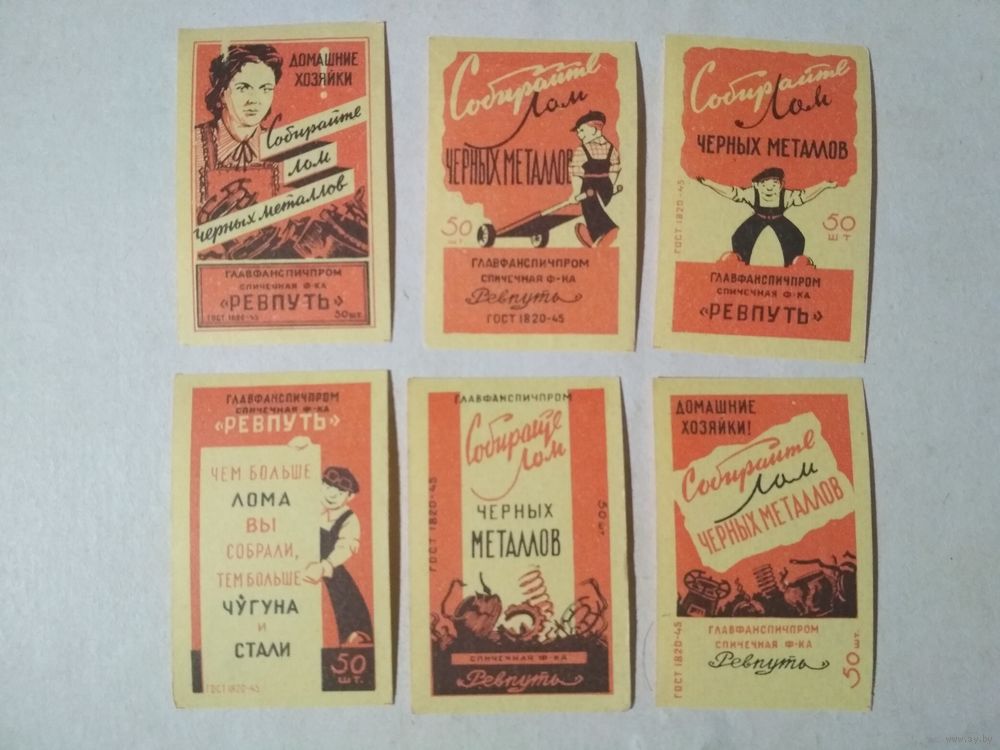 ДОМАШНИЕ
ХОЗЯЙКИ!
Собирайте
лом
черных металлов
ГЛАВФАНСПИЧПРОМ
СПИЧЕЧНАЯ Ф-КА
«РЕВПУТЬ»
ГОСТ 1820-45 50 шт.
Собирайте
Лом
ЧЕРНЫХ МЕТАЛЛОВ
50
шт.
ГЛАВФАНСПИЧПРОМ
СПИЧЕЧНАЯ Ф-КА
«Ревпуть»
ГОСТ 1820-45
Собирайте
Лом
ЧЕРНЫХ МЕТАЛЛОВ
ГОСТ 1820-45
50
ШТ
ГЛАВФАНСПИЧПРОМ
СПИЧЕЧНАЯ Ф-КА
«РЕВПУТЬ»
ГЛАВФАНСПИЧПРОМ
СПИЧЕЧНАЯ Ф-КА
«РЕВПУТЬ»
ЧЕМ БОЛЬШЕ
ЛОМА
ВЫ
СОБРАЛИ,
ТЕМ БОЛЬШЕ
ЧУГУНА
И
СТАЛИ
50
ШТ.
ГОСТ 1820-45
ГЛАВФАНСПИЧПРОМ
Собирайте
Лом
ЧЕРНЫХ
МЕТАЛЛОВ
ГОСТ 1820-45
50 шт
СПИЧЕЧНАЯ Ф-КА
«Ревпуть»
ДОМАШНИЕ
ХОЗЯЙКИ!
Собирайте
Лом
ЧЕРНЫХ МЕТАЛЛОВ
ГОСТ 1820-45
ГЛАВФАНСПИЧПРОМ
СПИЧЕЧНАЯ Ф-КА
«Ревпуть»
50 шт.
www.ay.by